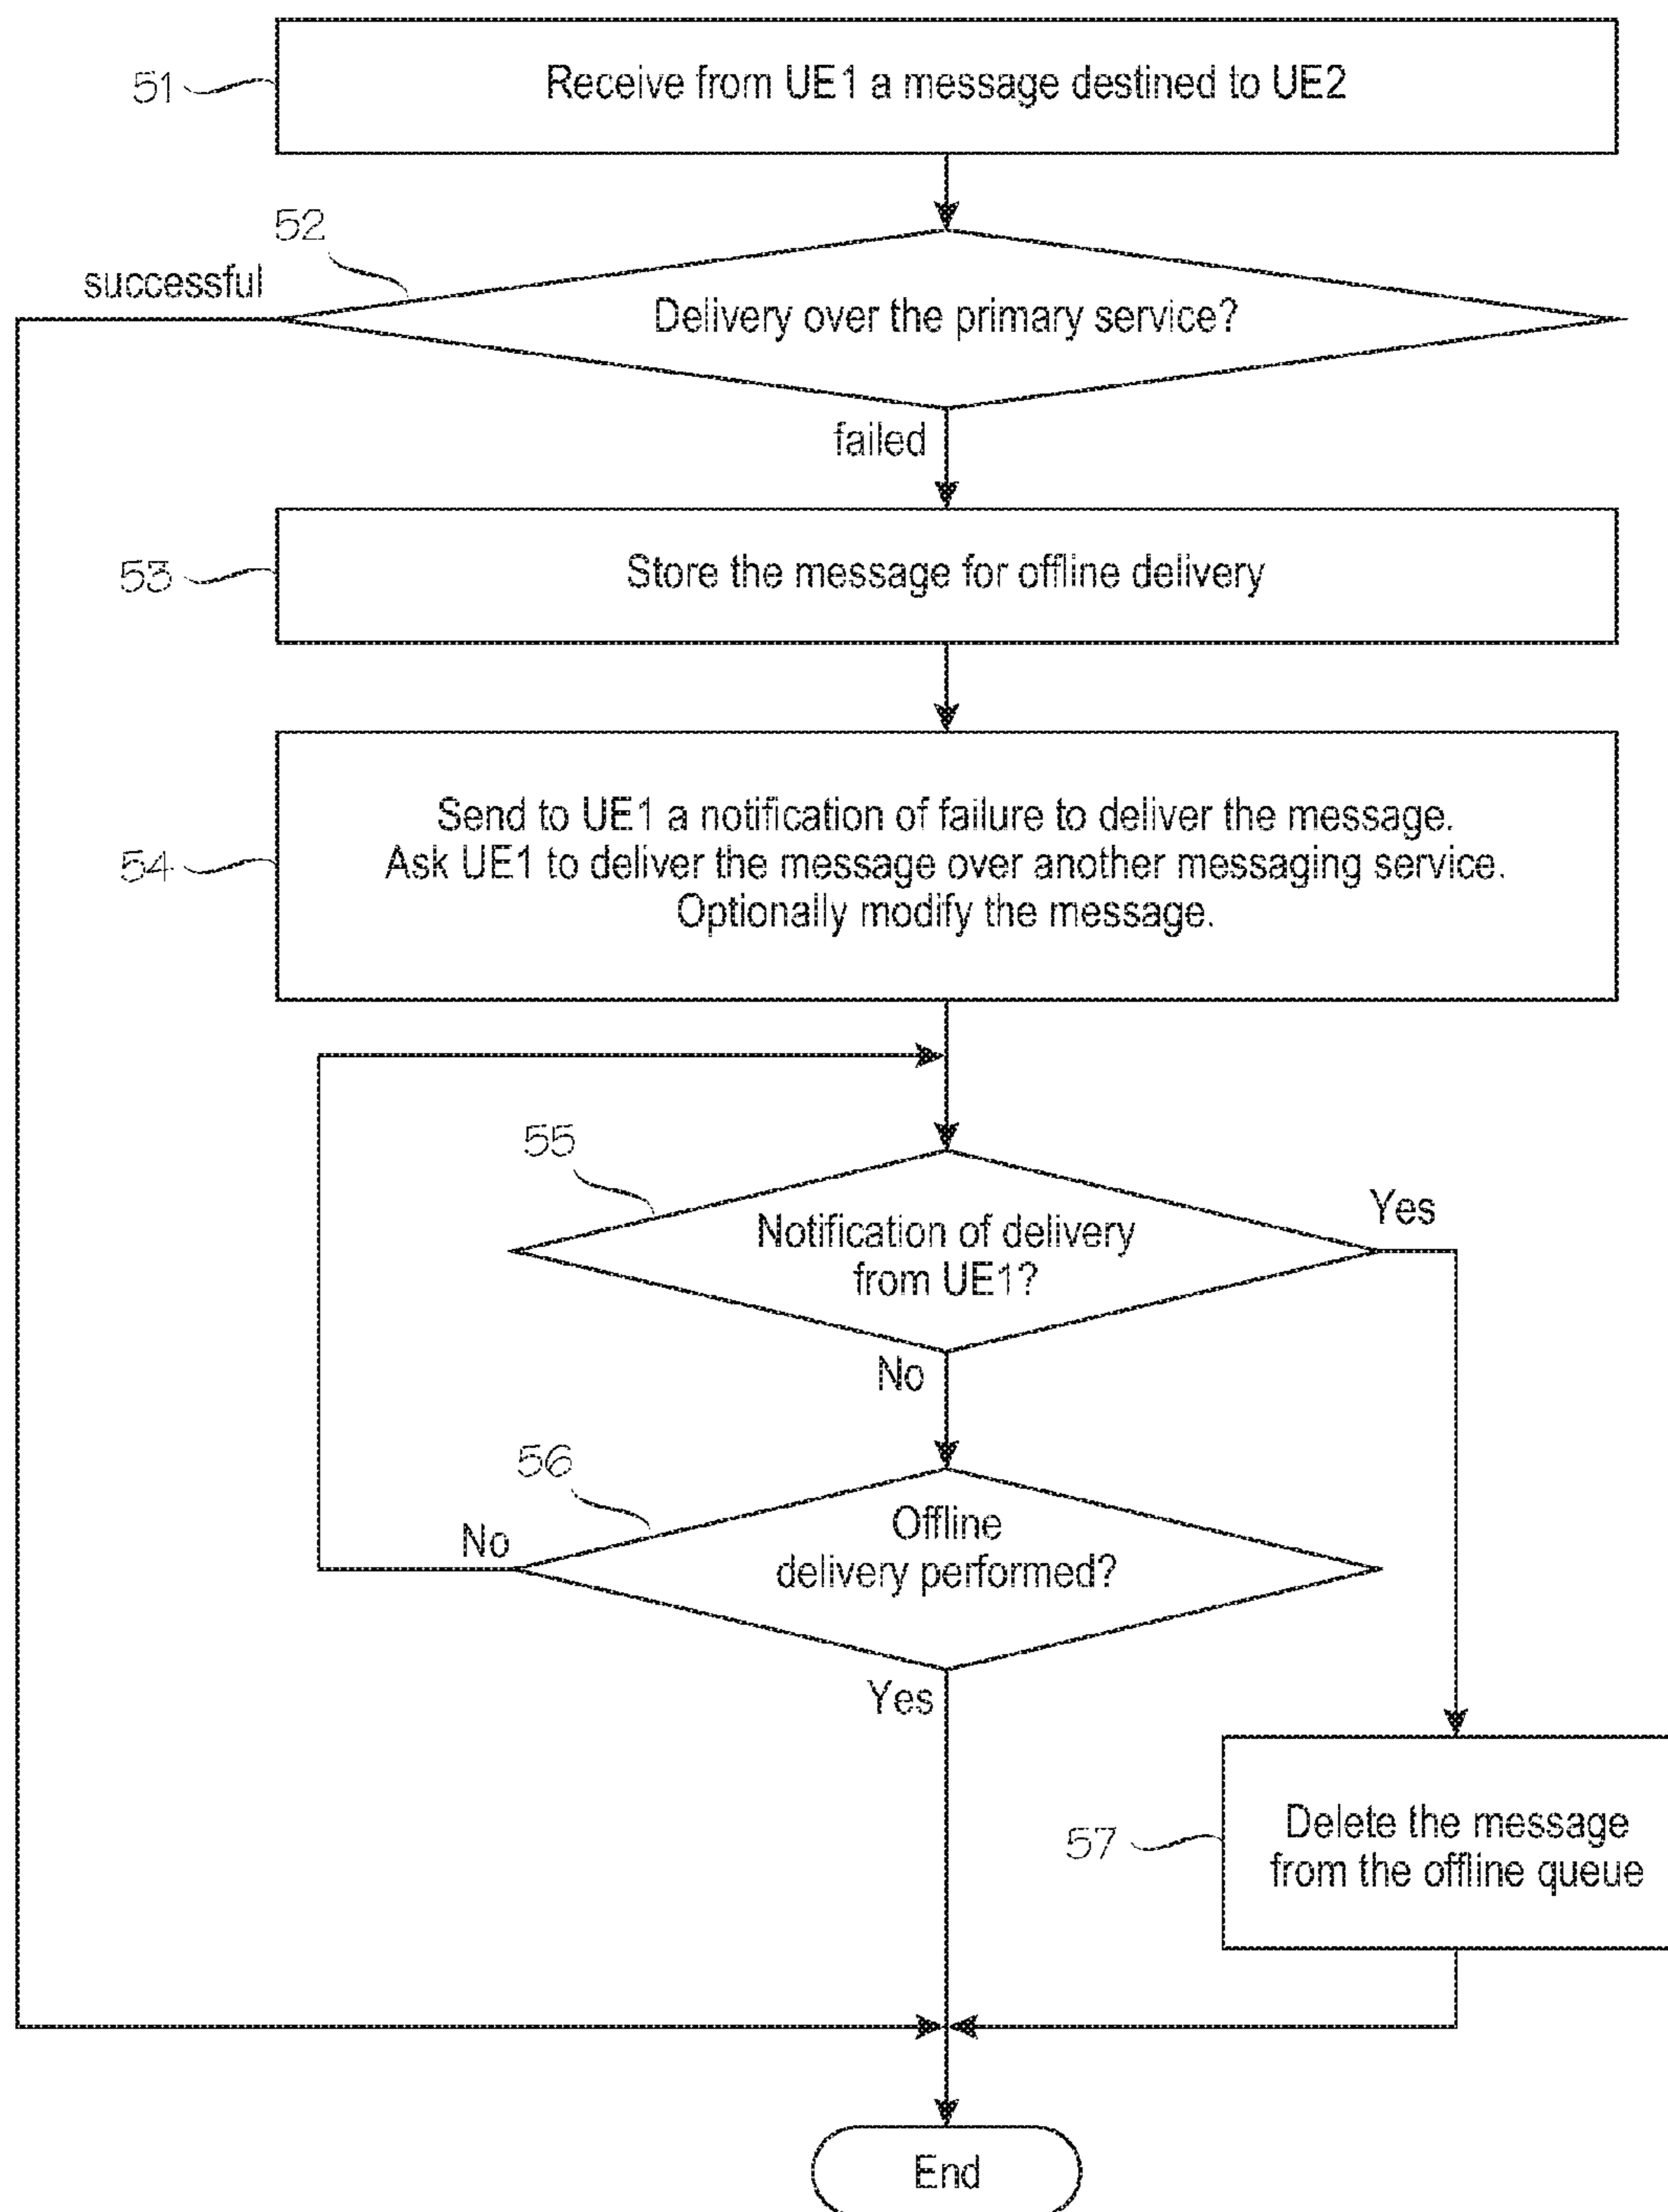 51
Receive from UE1 a message destined to UE2
52
successful
Delivery over the primary service?
failed
53
Store the message for offline delivery
54
Send to UE1 a notification of failure to deliver the message.
Ask UE1 to deliver the message over another messaging service.
Optionally modify the message.
55
Yes
Notification of delivery
from UE1?
No
56
No
Offline
delivery performed?
Yes
57
Delete the message
from the offline queue
End